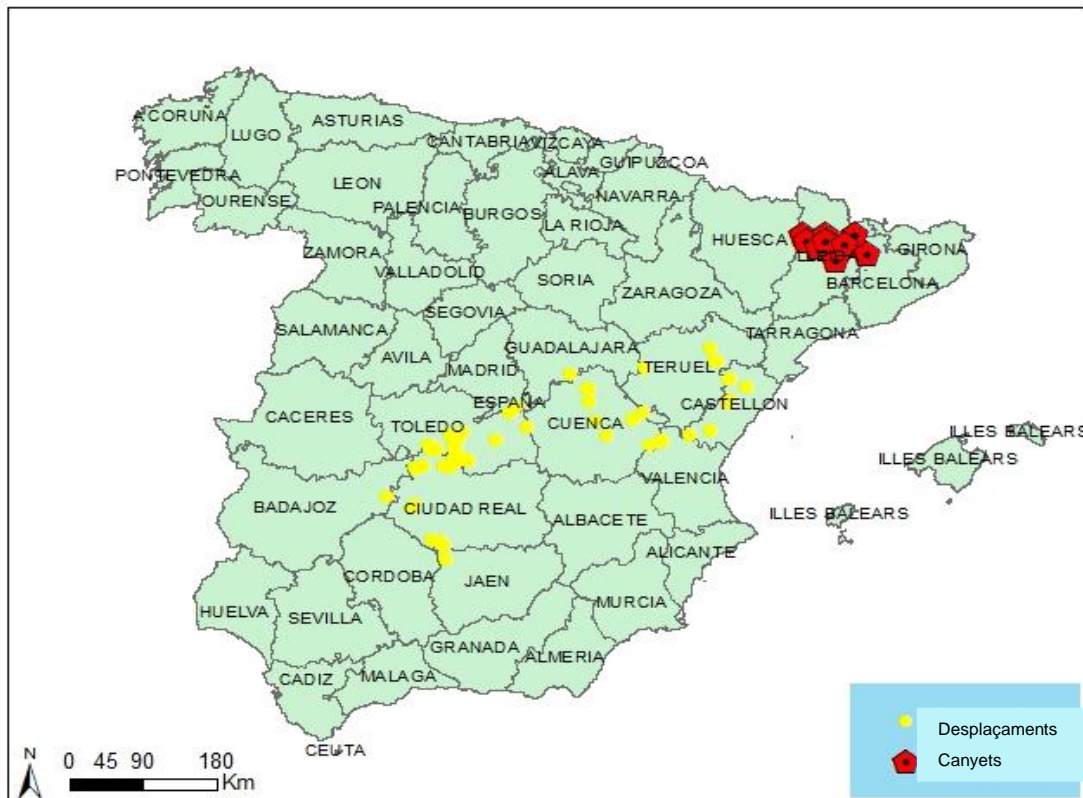 A CORUÑA
LUGO
ASTURIAS
CANTABRIA
VIZCAYA
GUIPUZCOA
ALAVA
NAVARRA
PONTEVEDRA
OURENSE
LEON
PALENCIA
BURGOS
LA RIOJA
HUESCA
GIRONA
ZAMORA
VALLADOLID
SORIA
ZARAGOZA
BARCELONA
SEGOVIA
TARRAGONA
SALAMANCA
AVILA
GUADALAJARA
MADRID
TERUEL
ESPAÑA
CACERES
TOLEDO
CUENCA
CASTELLON
ILLES BALEARS
ILLES BALEARS
ILLES BALEARS
VALENCIA
BADAJOZ
CIUDAD REAL
ALBACETE
ALICANTE
CORDOBA
JAEN
MURCIA
HUELVA
SEVILLA
GRANADA
ALMERIA
CADIZ
MALAGA
CEUTA
N
0 45 90 180
Km
Desplaçaments
Canyets